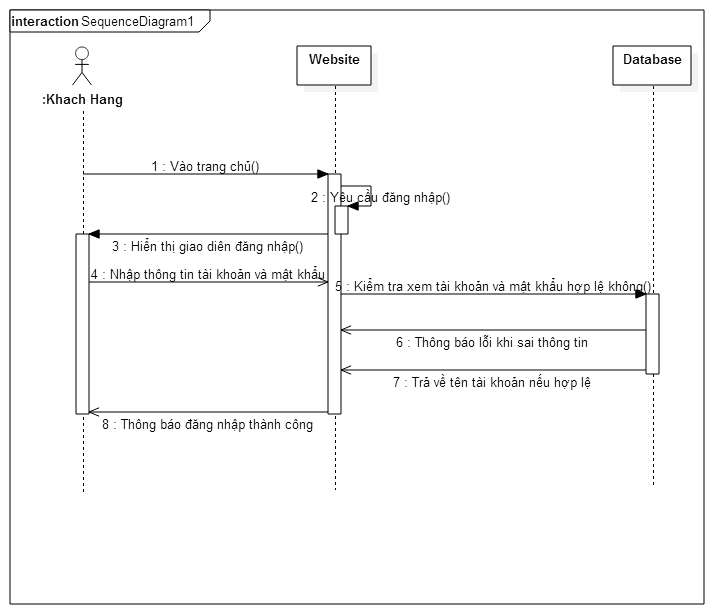 interaction SequenceDiagram1
:Khach Hang
Website
Database
1 : Vào trang chủ()
2 : Yêu cầu đăng nhập()
3 : Hiển thị giao diên đăng nhập()
4 : Nhập thông tin tài khoản và mật khẩu
5 : Kiểm tra xem tài khoản và mật khẩu hợp lệ không()
6 : Thông báo lỗi khi sai thông tin
7 : Trả về tên tài khoản nếu hợp lệ
8 : Thông báo đăng nhập thành công